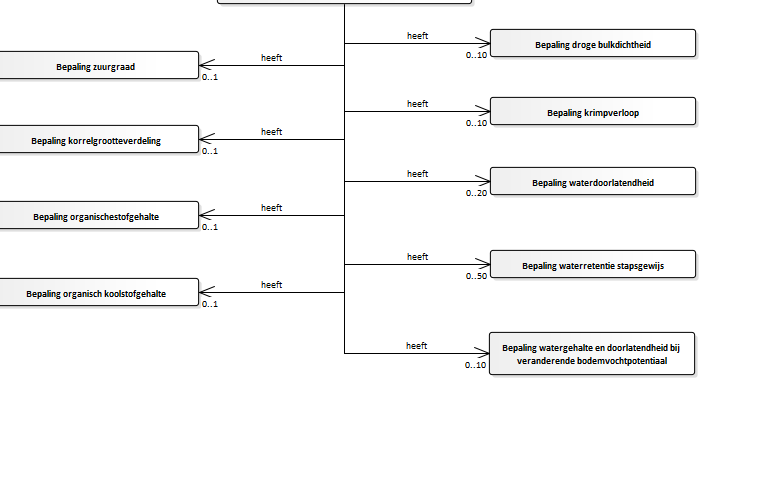 heeft
Bepaling droge bulkdichtheid
0..10
heeft
Bepaling zuurgraad
0..1
heeft
Bepaling krimpverloop
0..10
heeft
Bepaling korrelgrootteverdeling
0..1
heeft
Bepaling waterdoorlatendheid
0..20
heeft
Bepaling organischestofgehalte
0..1
heeft
Bepaling waterretentie stapsgewijs
0..50
heeft
Bepaling organisch koolstofgehalte
0..1
heeft
Bepaling watergehalte en doorlatendheid bij
veranderende bodemvochtpotentiaal
0..10